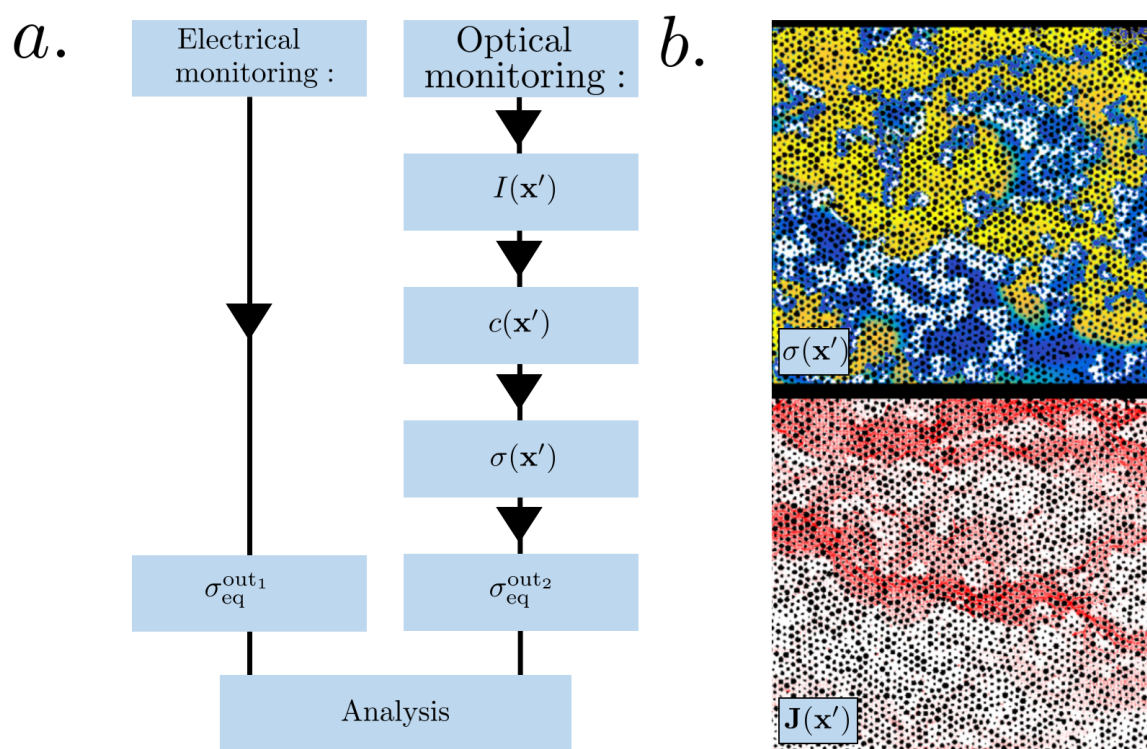 a.
Electrical
monitoring :
Optical
monitoring :
I(x′)
c(x′)
σ(x′)
σ_eq^out₁
σ_eq^out₂
Analysis
b.
σ(x′)
J(x′)